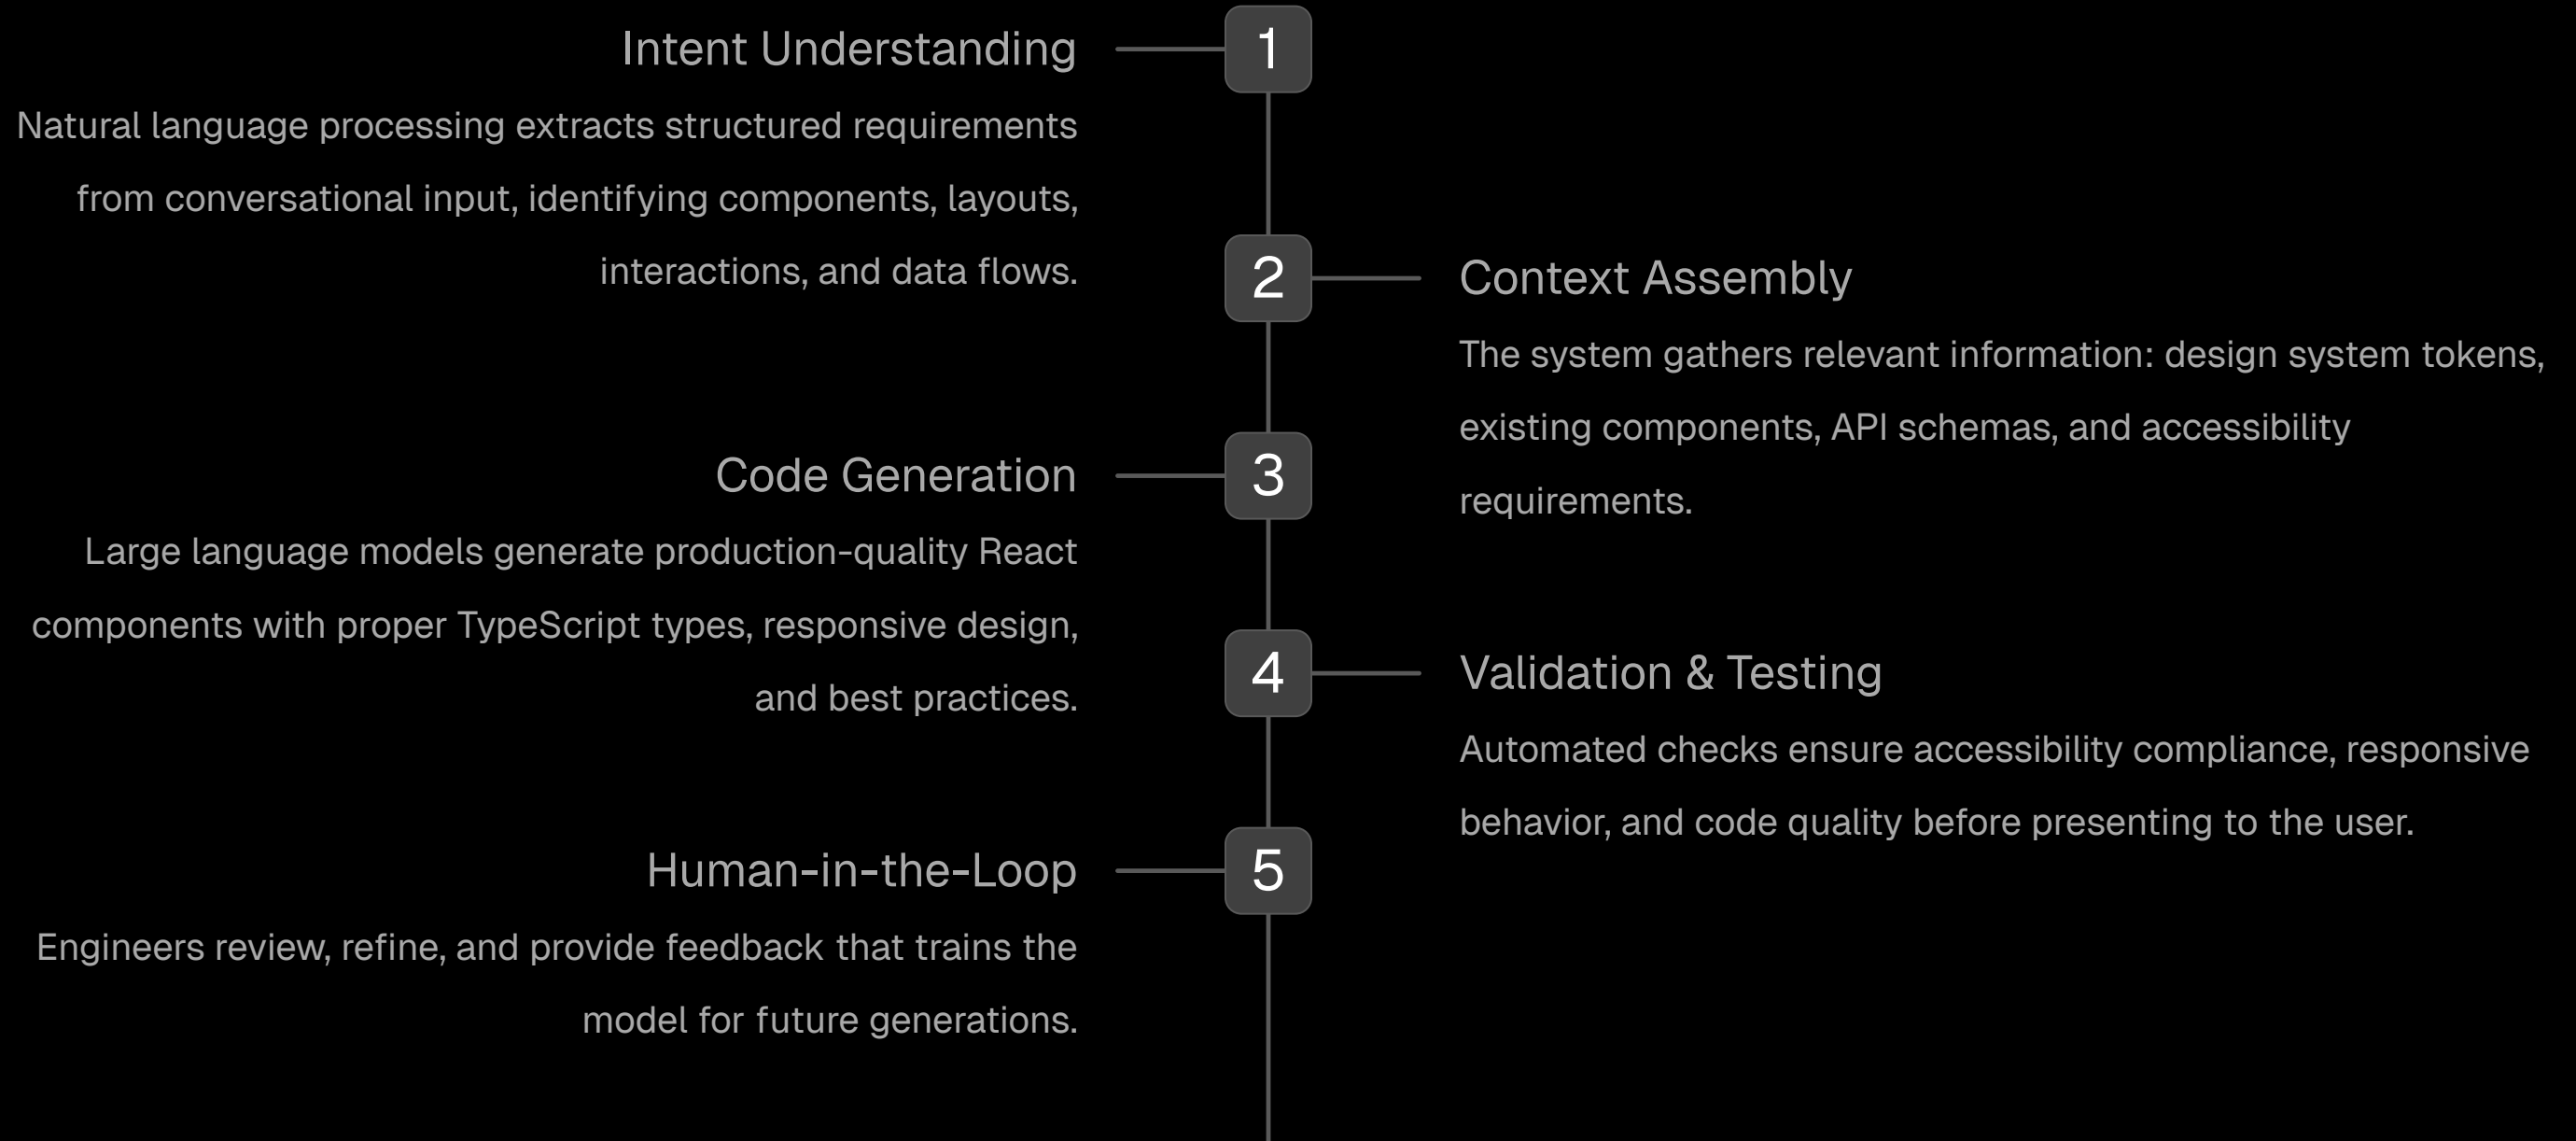 1
Intent Understanding
Natural language processing extracts structured requirements
from conversational input, identifying components, layouts,
interactions, and data flows.
2
Context Assembly
The system gathers relevant information: design system tokens,
existing components, API schemas, and accessibility
requirements.
3
Code Generation
Large language models generate production-quality React
components with proper TypeScript types, responsive design,
and best practices.
4
Validation & Testing
Automated checks ensure accessibility compliance, responsive
behavior, and code quality before presenting to the user.
5
Human-in-the-Loop
Engineers review, refine, and provide feedback that trains the
model for future generations.